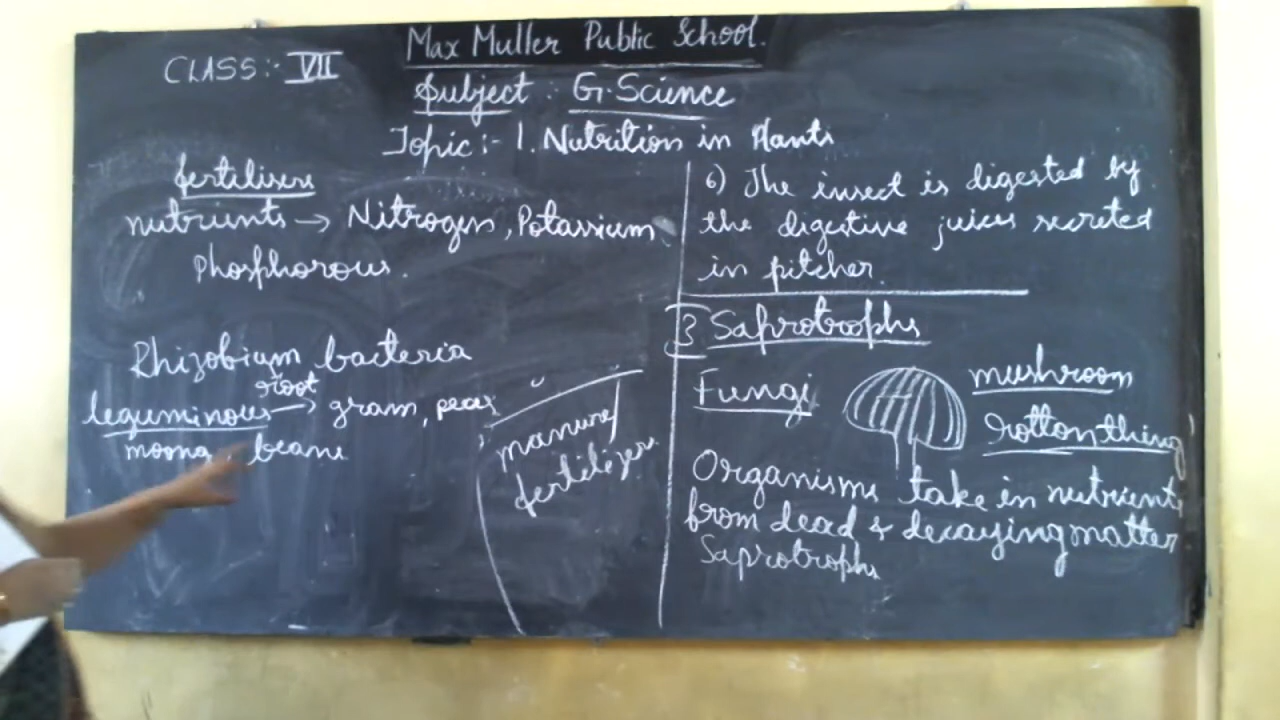 Max Muller Public School.
CLASS:- VII
Subject : G. Science
Topic :- 1. Nutrition in Plants
fertilisers
nutrients → Nitrogen, Potassium,
Phosphorous.
Rhizobium bacteria
root
leguminous → gram, peas
moong, beans
manure/
fertilizer
6) The insect is digested by
the digestive juices secreted
in pitcher.
3 Saprotrophs
Fungi
mushroom
rotton thing
Organisms take in nutrients
from dead & decaying matter
Saprotrophs